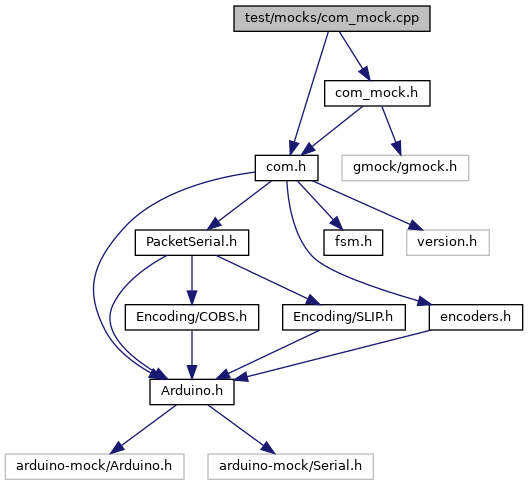 test/mocks/com_mock.cpp
com_mock.h
com.h
gmock/gmock.h
PacketSerial.h
fsm.h
version.h
Encoding/COBS.h
Encoding/SLIP.h
encoders.h
Arduino.h
arduino-mock/Arduino.h
arduino-mock/Serial.h